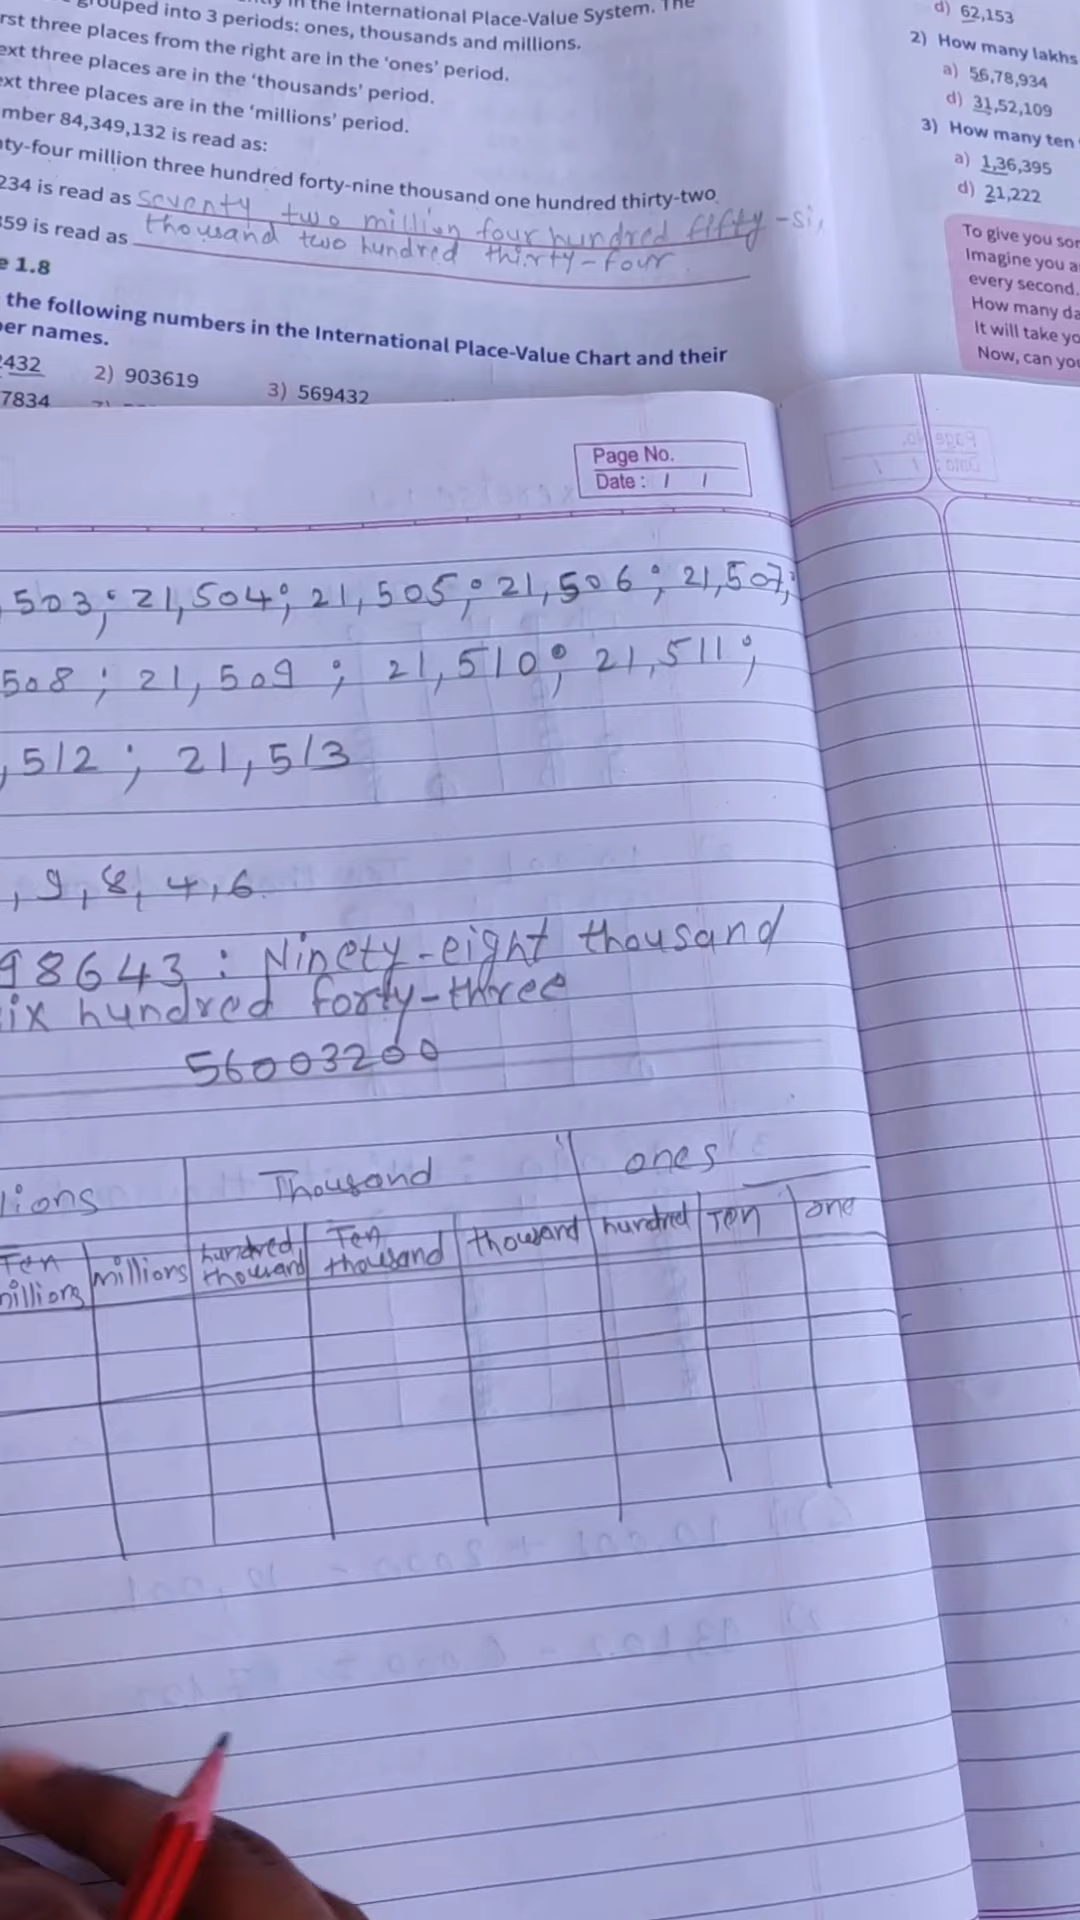 in the International Place-Value System. The
grouped into 3 periods: ones, thousands and millions.
rst three places from the right are in the 'ones' period.
ext three places are in the 'thousands' period.
ext three places are in the 'millions' period.
mber 84,349,132 is read as:
ty-four million three hundred forty-nine thousand one hundred thirty-two.
234 is read as seventy two million four hundred fifty-si,
thousand two hundred thirty-four.
359 is read as
e 1.8
the following numbers in the International Place-Value Chart and their
er names.
432 2) 903619 3) 569432
7834
d) 62,153
2) How many lakhs
a) 56,78,934
d) 31,52,109
3) How many ten
a) 1,36,395
d) 21,222
To give you sor
Imagine you a
every second.
How many da
It will take yo
Now, can you
Page No.
Date : / /
503; 21,504; 21,505; 21,506; 21,507;
508; 21,509; 21,510; 21,511;
,512; 21,513
, 9, 8, 4, 6.
98643: Ninety-eight thousand
ix hundred forty-three
56003200
lions Thousand ones
Ten millions millions hundred thousand Ten thousand thousand hundred Ten one